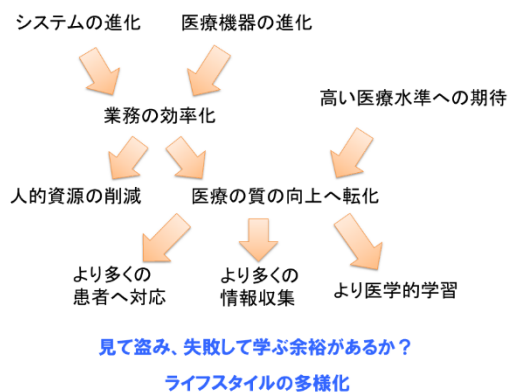 システムの進化
医療機器の進化
高い医療水準への期待
業務の効率化
人的資源の削減
医療の質の向上へ転化
より多くの
患者へ対応
より多くの
情報収集
より医学的学習
見て盗み、失敗して学ぶ余裕があるか？
ライフスタイルの多様化